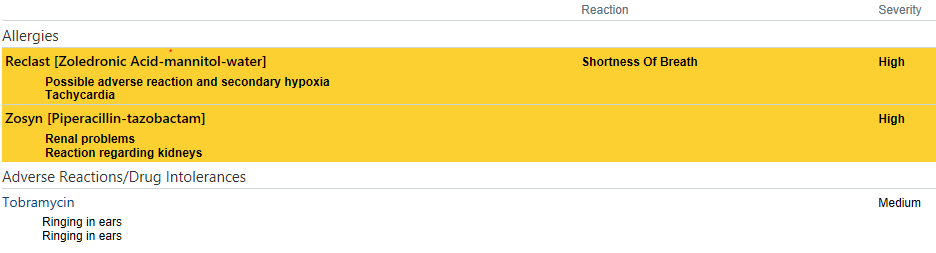 Reaction Severity
Allergies
Reclast [Zoledronic Acid-mannitol-water] Shortness Of Breath High
Possible adverse reaction and secondary hypoxia
Tachycardia
Zosyn [Piperacillin-tazobactam] High
Renal problems
Reaction regarding kidneys
Adverse Reactions/Drug Intolerances
Tobramycin Medium
Ringing in ears
Ringing in ears